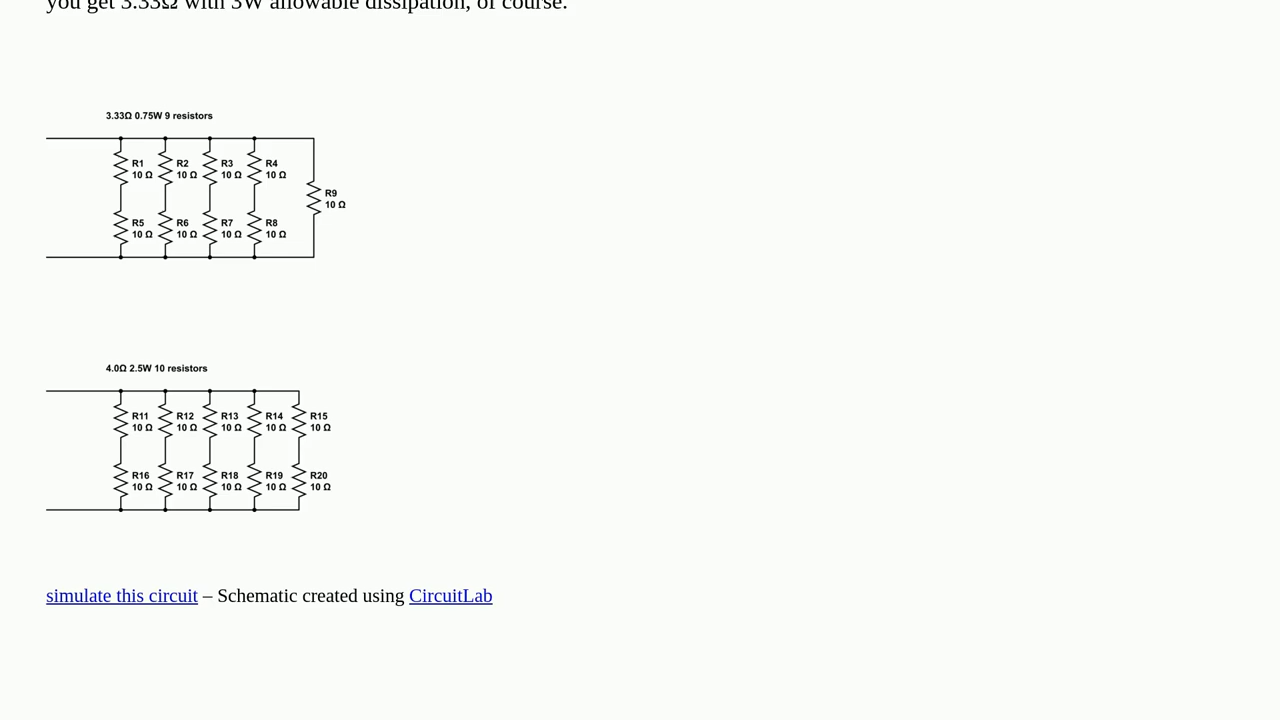 you get 3.33Ω with 3W allowable dissipation, of course.
3.33Ω 0.75W 9 resistors
R1 R2 R3 R4
10 Ω 10 Ω 10 Ω 10 Ω
R9
10 Ω
R5 R6 R7 R8
10 Ω 10 Ω 10 Ω 10 Ω
4.0Ω 2.5W 10 resistors
R11 R12 R13 R14 R15
10 Ω 10 Ω 10 Ω 10 Ω 10 Ω
R16 R17 R18 R19 R20
10 Ω 10 Ω 10 Ω 10 Ω 10 Ω
simulate this circuit – Schematic created using CircuitLab